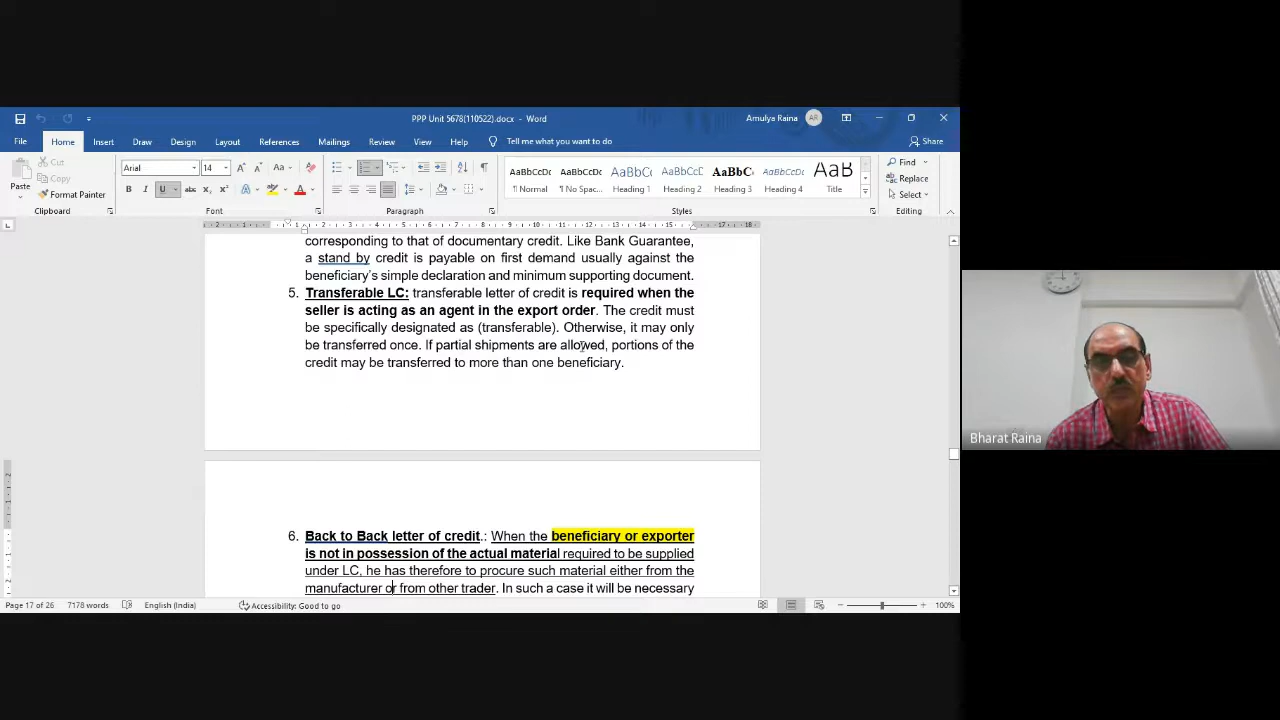 PPP Unit 5678(110522).docx - Word
Amulya Raina
AR
File
Home
Insert
Draw
Design
Layout
References
Mailings
Review
View
Help
Tell me what you want to do
Share
Paste
Cut
Copy
Format Painter
Clipboard
Arial
14
Font
Paragraph
AaBbCcDc
¶ Normal
AaBbCcDc
¶ No Spac...
AaBbCc
Heading 1
AaBbCcD
Heading 2
AaBbC
Heading 3
AaBbCcDc
Heading 4
AaB
Title
Styles
Find
Replace
Select
Editing
corresponding to that of documentary credit. Like Bank Guarantee,
a stand by credit is payable on first demand usually against the
beneficiary's simple declaration and minimum supporting document.
5. Transferable LC: transferable letter of credit is required when the
seller is acting as an agent in the export order. The credit must
be specifically designated as (transferable). Otherwise, it may only
be transferred once. If partial shipments are allowed, portions of the
credit may be transferred to more than one beneficiary.
6. Back to Back letter of credit.: When the beneficiary or exporter
is not in possession of the actual material required to be supplied
under LC, he has therefore to procure such material either from the
manufacturer or from other trader. In such a case it will be necessary
Page 17 of 26
7178 words
English (India)
Accessibility: Good to go
100%
Bharat Raina